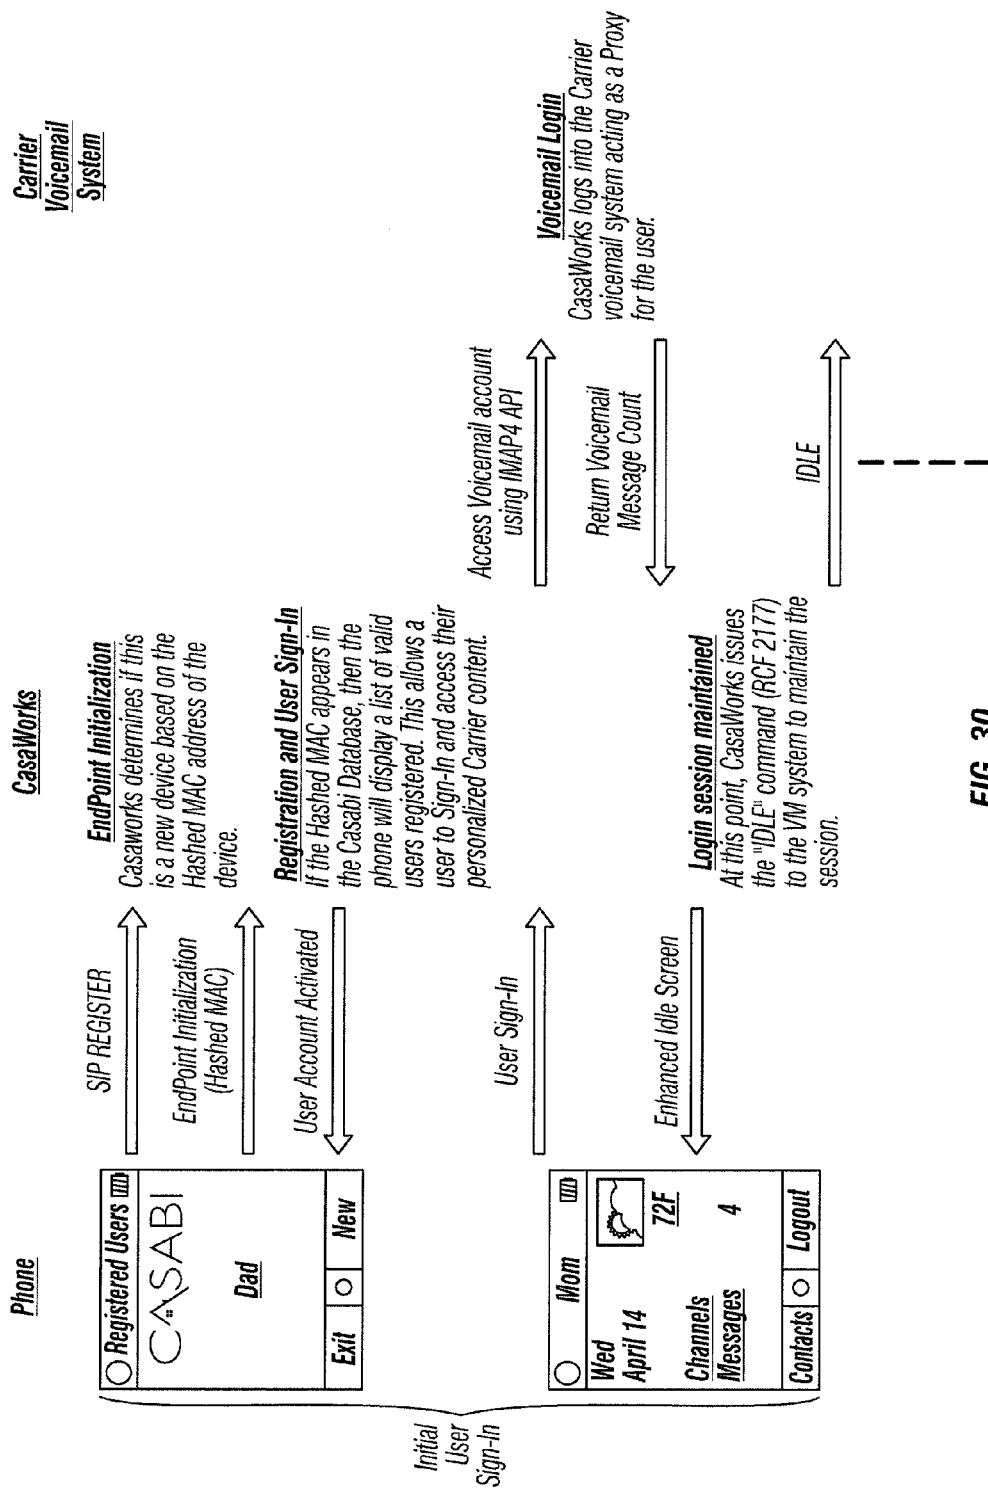 Phone
CasaWorks
Carrier
Voicemail
System
Initial
User
Sign-In
Registered Users
CASABI
Dad
Exit
New
SIP REGISTER
EndPoint Initialization
(Hashed MAC)
User Account Activated
EndPoint Initialization
Casaworks determines if this
is a new device based on the
Hashed MAC address of the
device.
Registration and User Sign-In
If the Hashed MAC appears in
the Casabi Database, then the
phone will display a list of valid
users registered. This allows a
user to Sign-In and access their
personalized Carrier content.
User Sign-In
Access Voicemail account
using IMAP4 API
Voicemail Login
CasaWorks logs into the Carrier
voicemail system acting as a Proxy
for the user.
Return Voicemail
Message Count
Mom
Wed
April 14
72F
Channels
Messages 4
Contacts
Logout
Enhanced Idle Screen
Login session maintained
At this point, CasaWorks issues
the "IDLE" command (RCF 2177)
to the VM system to maintain the
session.
IDLE
FIG. 30